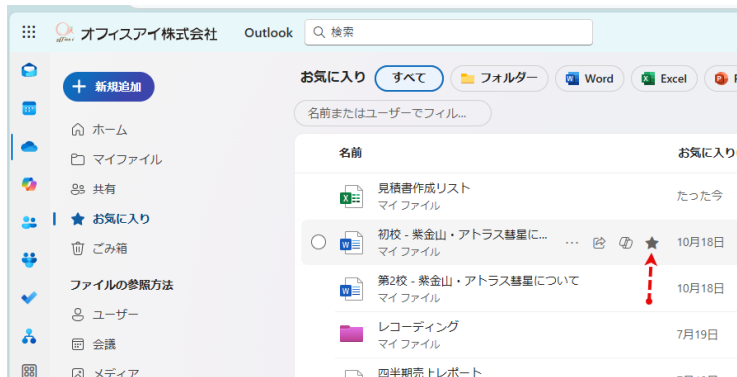 オフィスアイ株式会社
Outlook
検索
新規追加
ホーム
マイファイル
共有
お気に入り
ごみ箱
ファイルの参照方法
ユーザー
会議
メディア
お気に入り
すべて
フォルダー
Word
Excel
名前またはユーザーでフィル...
名前
お気に入り
見積書作成リスト
マイ ファイル
たった今
初校 - 紫金山・アトラス彗星に...
マイ ファイル
10月18日
第2校 - 紫金山・アトラス彗星について
マイ ファイル
10月18日
レコーディング
マイ ファイル
7月19日
四半期売上レポート